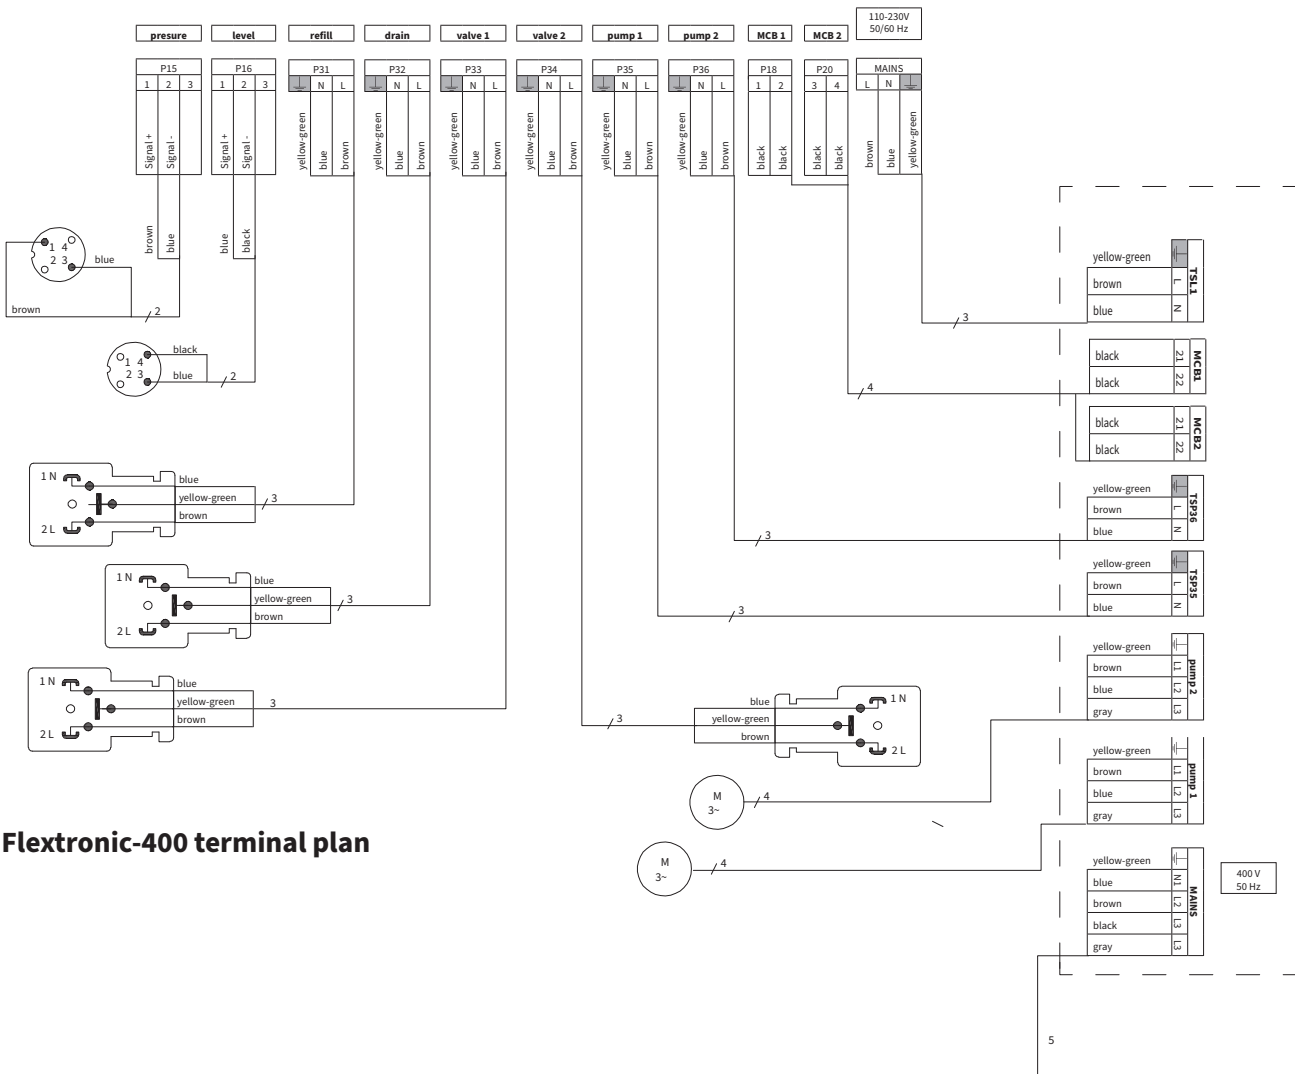 110-230V
50/60 Hz
presure level refill drain valve 1 valve 2 pump 1 pump 2 MCB 1 MCB 2
P15 P16 P31 P32 P33 P34 P35 P36 P18 P20 MAINS
1 2 3 1 2 3 N L N L N L N L N L N L 1 2 3 4 L N
Signal + Signal - Signal + Signal - yellow-green blue brown yellow-green blue brown yellow-green blue brown yellow-green blue brown yellow-green blue brown yellow-green blue brown black black black black brown blue yellow-green
brown blue blue black
1 4
2 3 blue
brown 2
black
1 4
2 3 blue 2
yellow-green
brown L
blue N
TSL1
3
black 21
black 22
MCB1
4
black 21
black 22
MCB2
1 N blue
yellow-green 3
brown
2 L
yellow-green
brown L
blue N
TSP36
3
1 N blue
yellow-green 3
brown
2 L
yellow-green
brown L
blue N
TSP35
3
yellow-green
brown L1
blue L2
gray L3
pump 2
1 N blue
yellow-green 3
brown
2 L
3 blue 1 N
yellow-green
brown 2 L
yellow-green
brown L1
blue L2
gray L3
pump 1
M
3~ 4
M
3~ 4
Flextronic-400 terminal plan
yellow-green
blue N1
brown L2
black L3
gray L3
MAINS
400 V
50 Hz
5